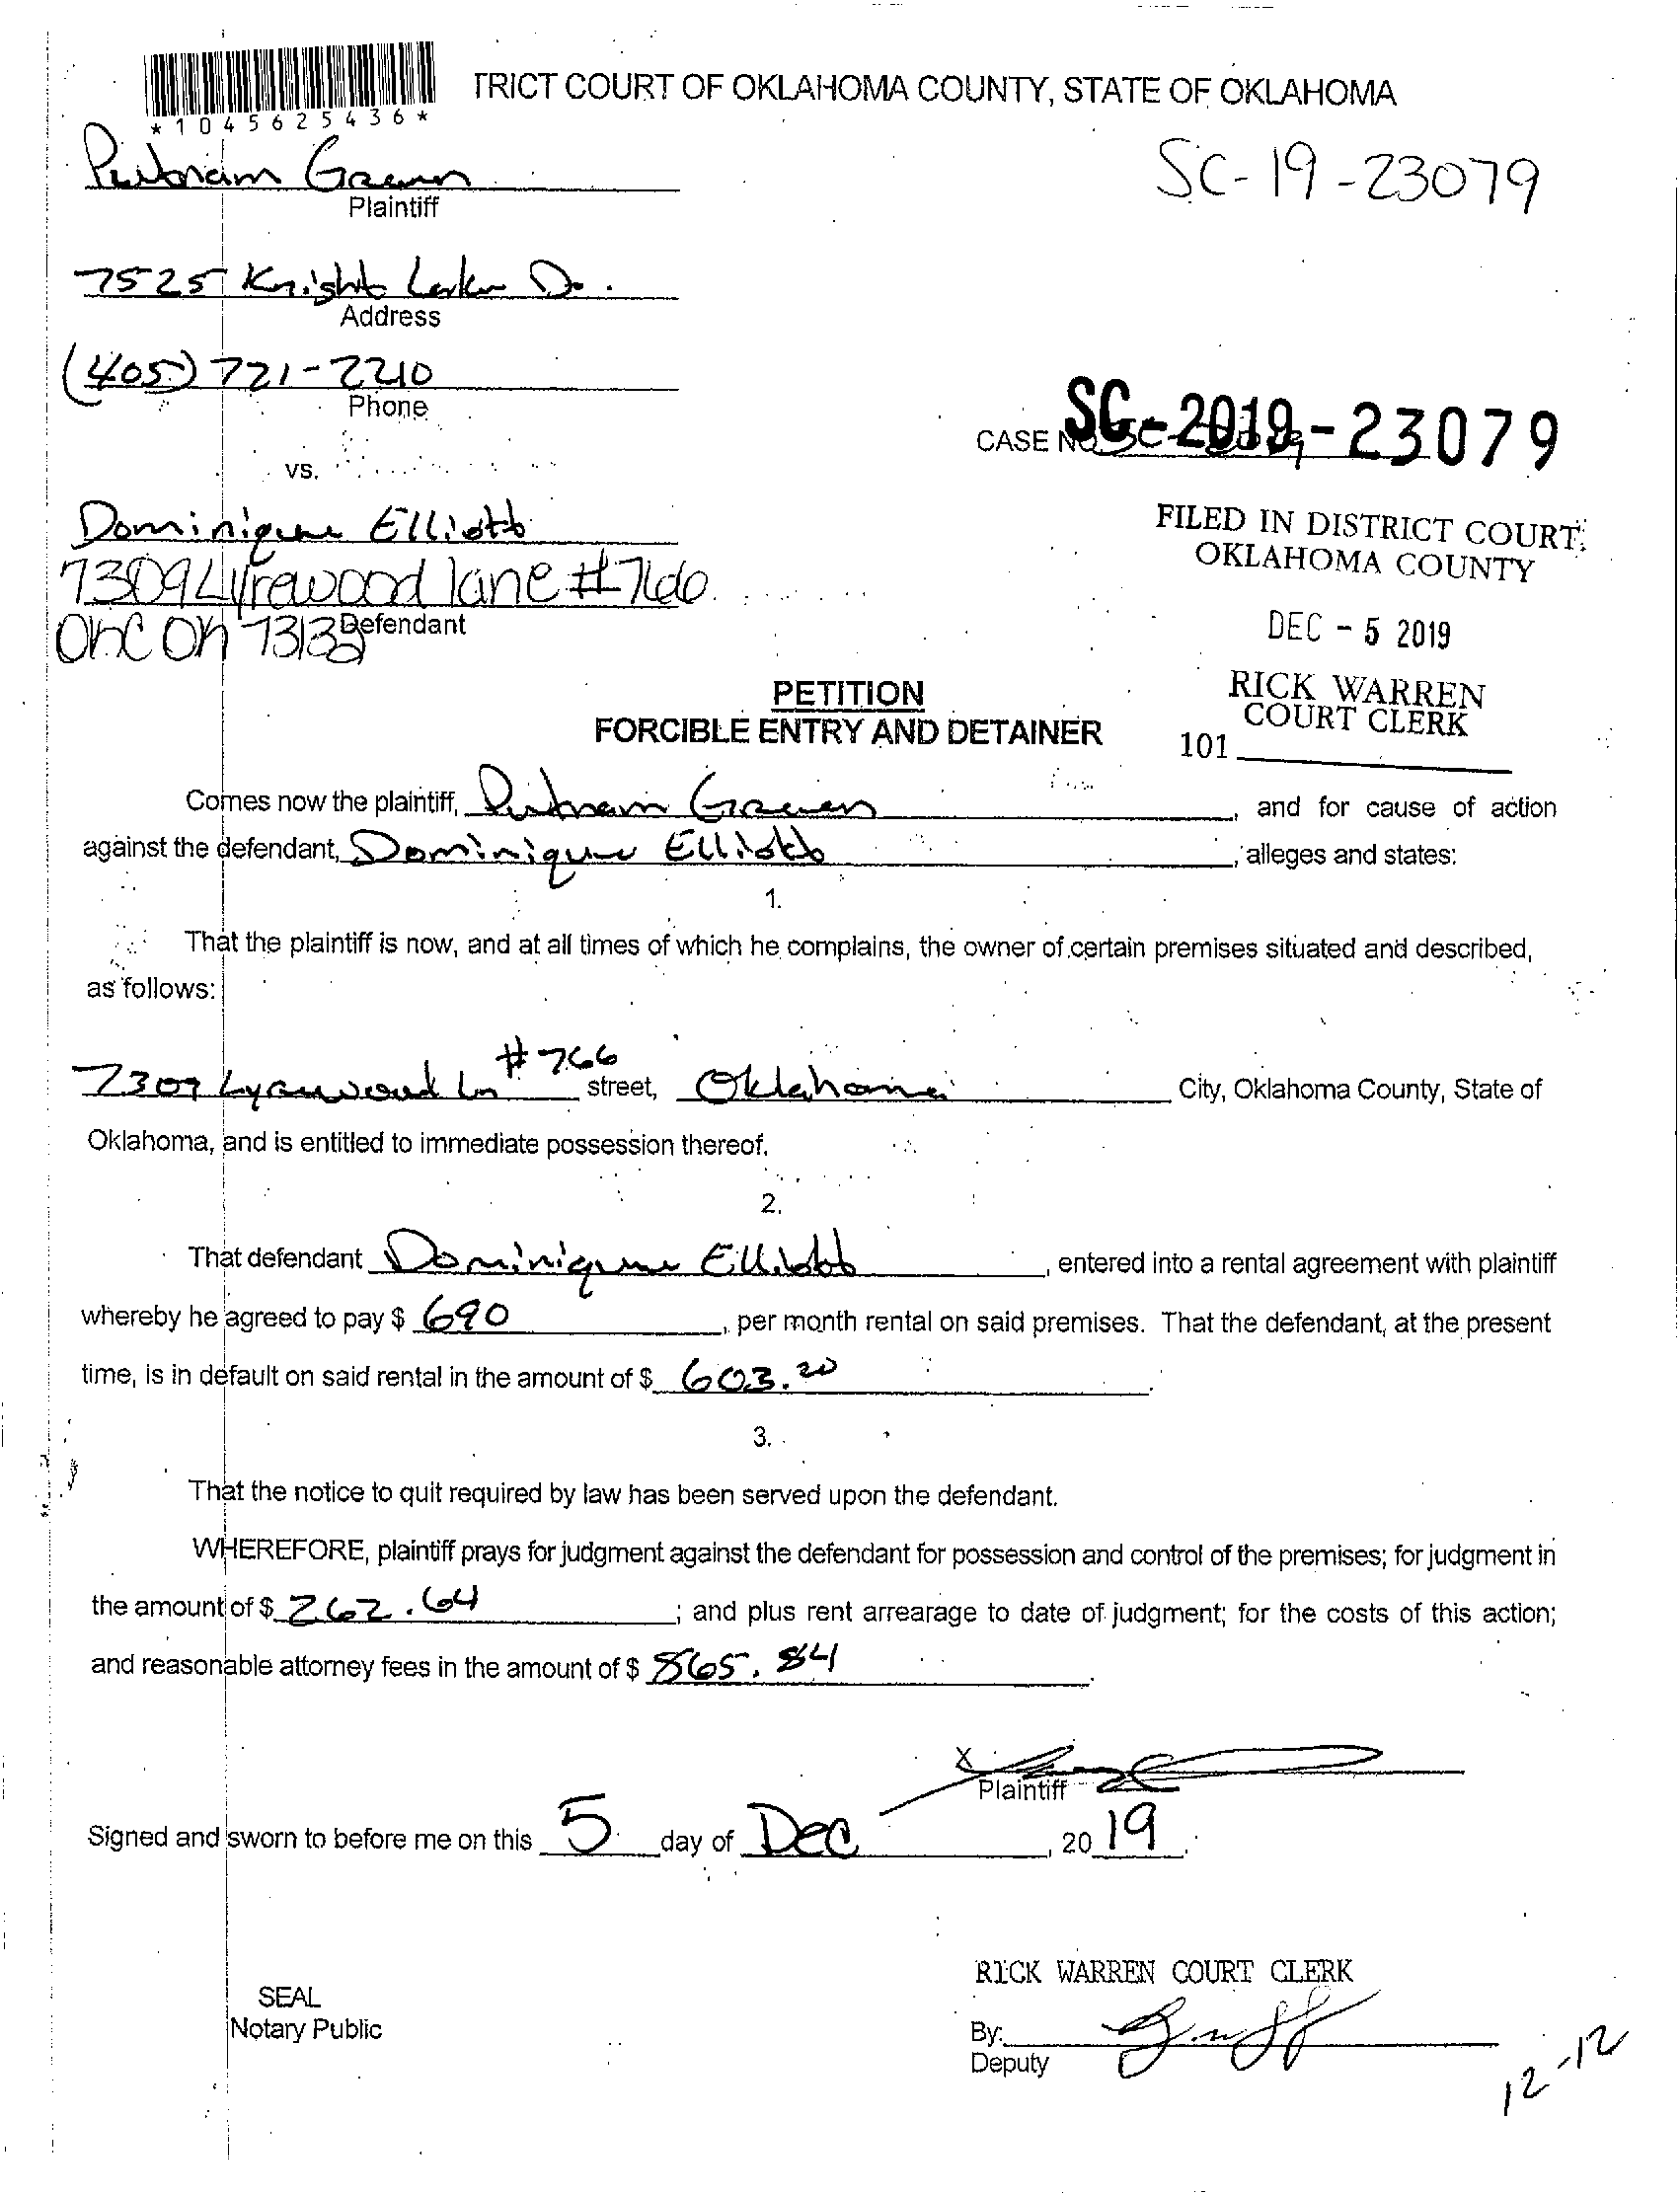 TRICT COURT OF OKLAHOMA COUNTY, STATE OF OKLAHOMA
*1045625436*
Putnam Green
SC-19-23079
Plaintiff
7525 Knight Lake Dr.
Address
(405) 721-2210
Phone
CASE NO. SC-2019-23079
vs.
Dominique Elliott
7309 Lyrewood lane #766
OKC OK 73132
Defendant
FILED IN DISTRICT COURT
OKLAHOMA COUNTY
DEC - 5 2019
RICK WARREN
COURT CLERK
101
PETITION
FORCIBLE ENTRY AND DETAINER
Comes now the plaintiff, Putnam Green, and for cause of action
against the defendant, Dominique Elliott, alleges and states:
1.
That the plaintiff is now, and at all times of which he complains, the owner of certain premises situated and described,
as follows:
7309 Lyrewood Ln #766 street, Oklahoma City, Oklahoma County, State of
Oklahoma, and is entitled to immediate possession thereof.
2.
That defendant Dominique Elliott, entered into a rental agreement with plaintiff
whereby he agreed to pay $ 690, per month rental on said premises. That the defendant, at the present
time, is in default on said rental in the amount of $ 603.20.
3.
That the notice to quit required by law has been served upon the defendant.
WHEREFORE, plaintiff prays for judgment against the defendant for possession and control of the premises; for judgment in
the amount of $ 262.64; and plus rent arrearage to date of judgment; for the costs of this action;
and reasonable attorney fees in the amount of $ 865.84.
X
Plaintiff
Signed and sworn to before me on this 5 day of Dec, 2019.
RICK WARREN COURT CLERK
SEAL
Notary Public
By:
Deputy
12-12